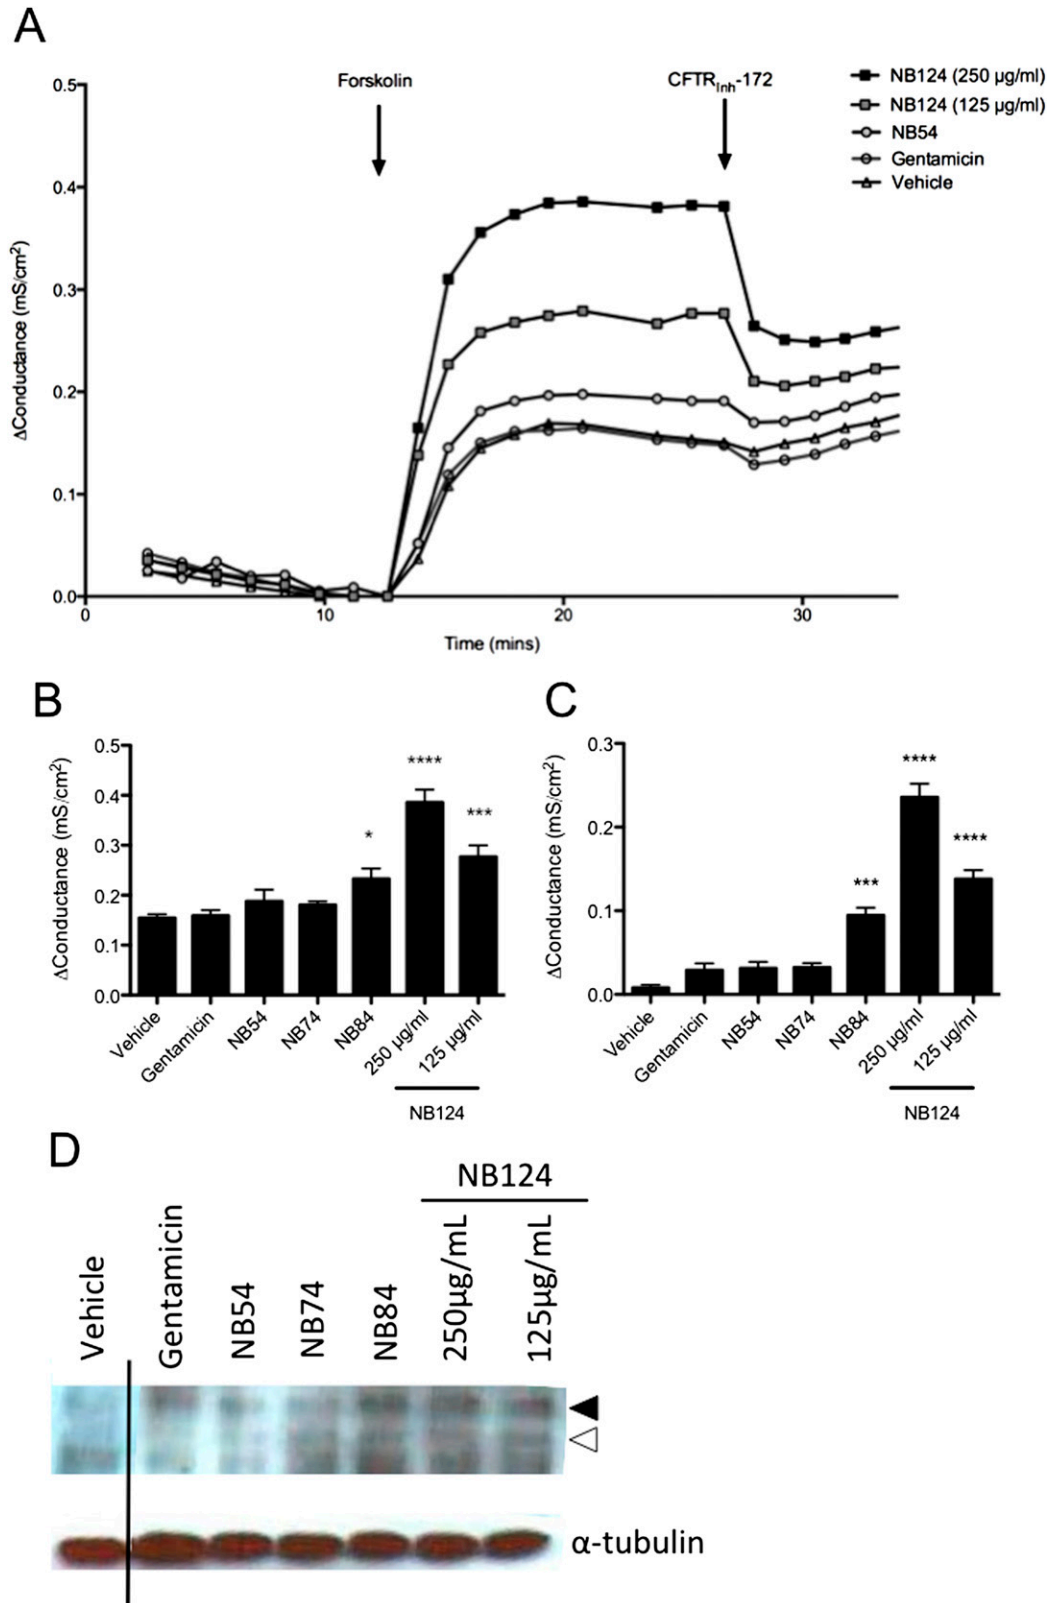 A
Forskolin
CFTRInh-172
NB124 (250 µg/ml)
NB124 (125 µg/ml)
NB54
Gentamicin
Vehicle
0.5
0.4
0.3
0.2
0.1
0.0
ΔConductance (mS/cm2)
0
10
20
30
Time (mins)
B
0.5
0.4
0.3
0.2
0.1
0.0
ΔConductance (mS/cm2)
*
****
***
Vehicle
Gentamicin
NB54
NB74
NB84
250 µg/ml
125 µg/ml
NB124
C
0.3
0.2
0.1
0.0
ΔConductance (mS/cm2)
***
****
****
Vehicle
Gentamicin
NB54
NB74
NB84
250 µg/ml
125 µg/ml
NB124
D
NB124
Vehicle
Gentamicin
NB54
NB74
NB84
250µg/mL
125µg/mL
α-tubulin